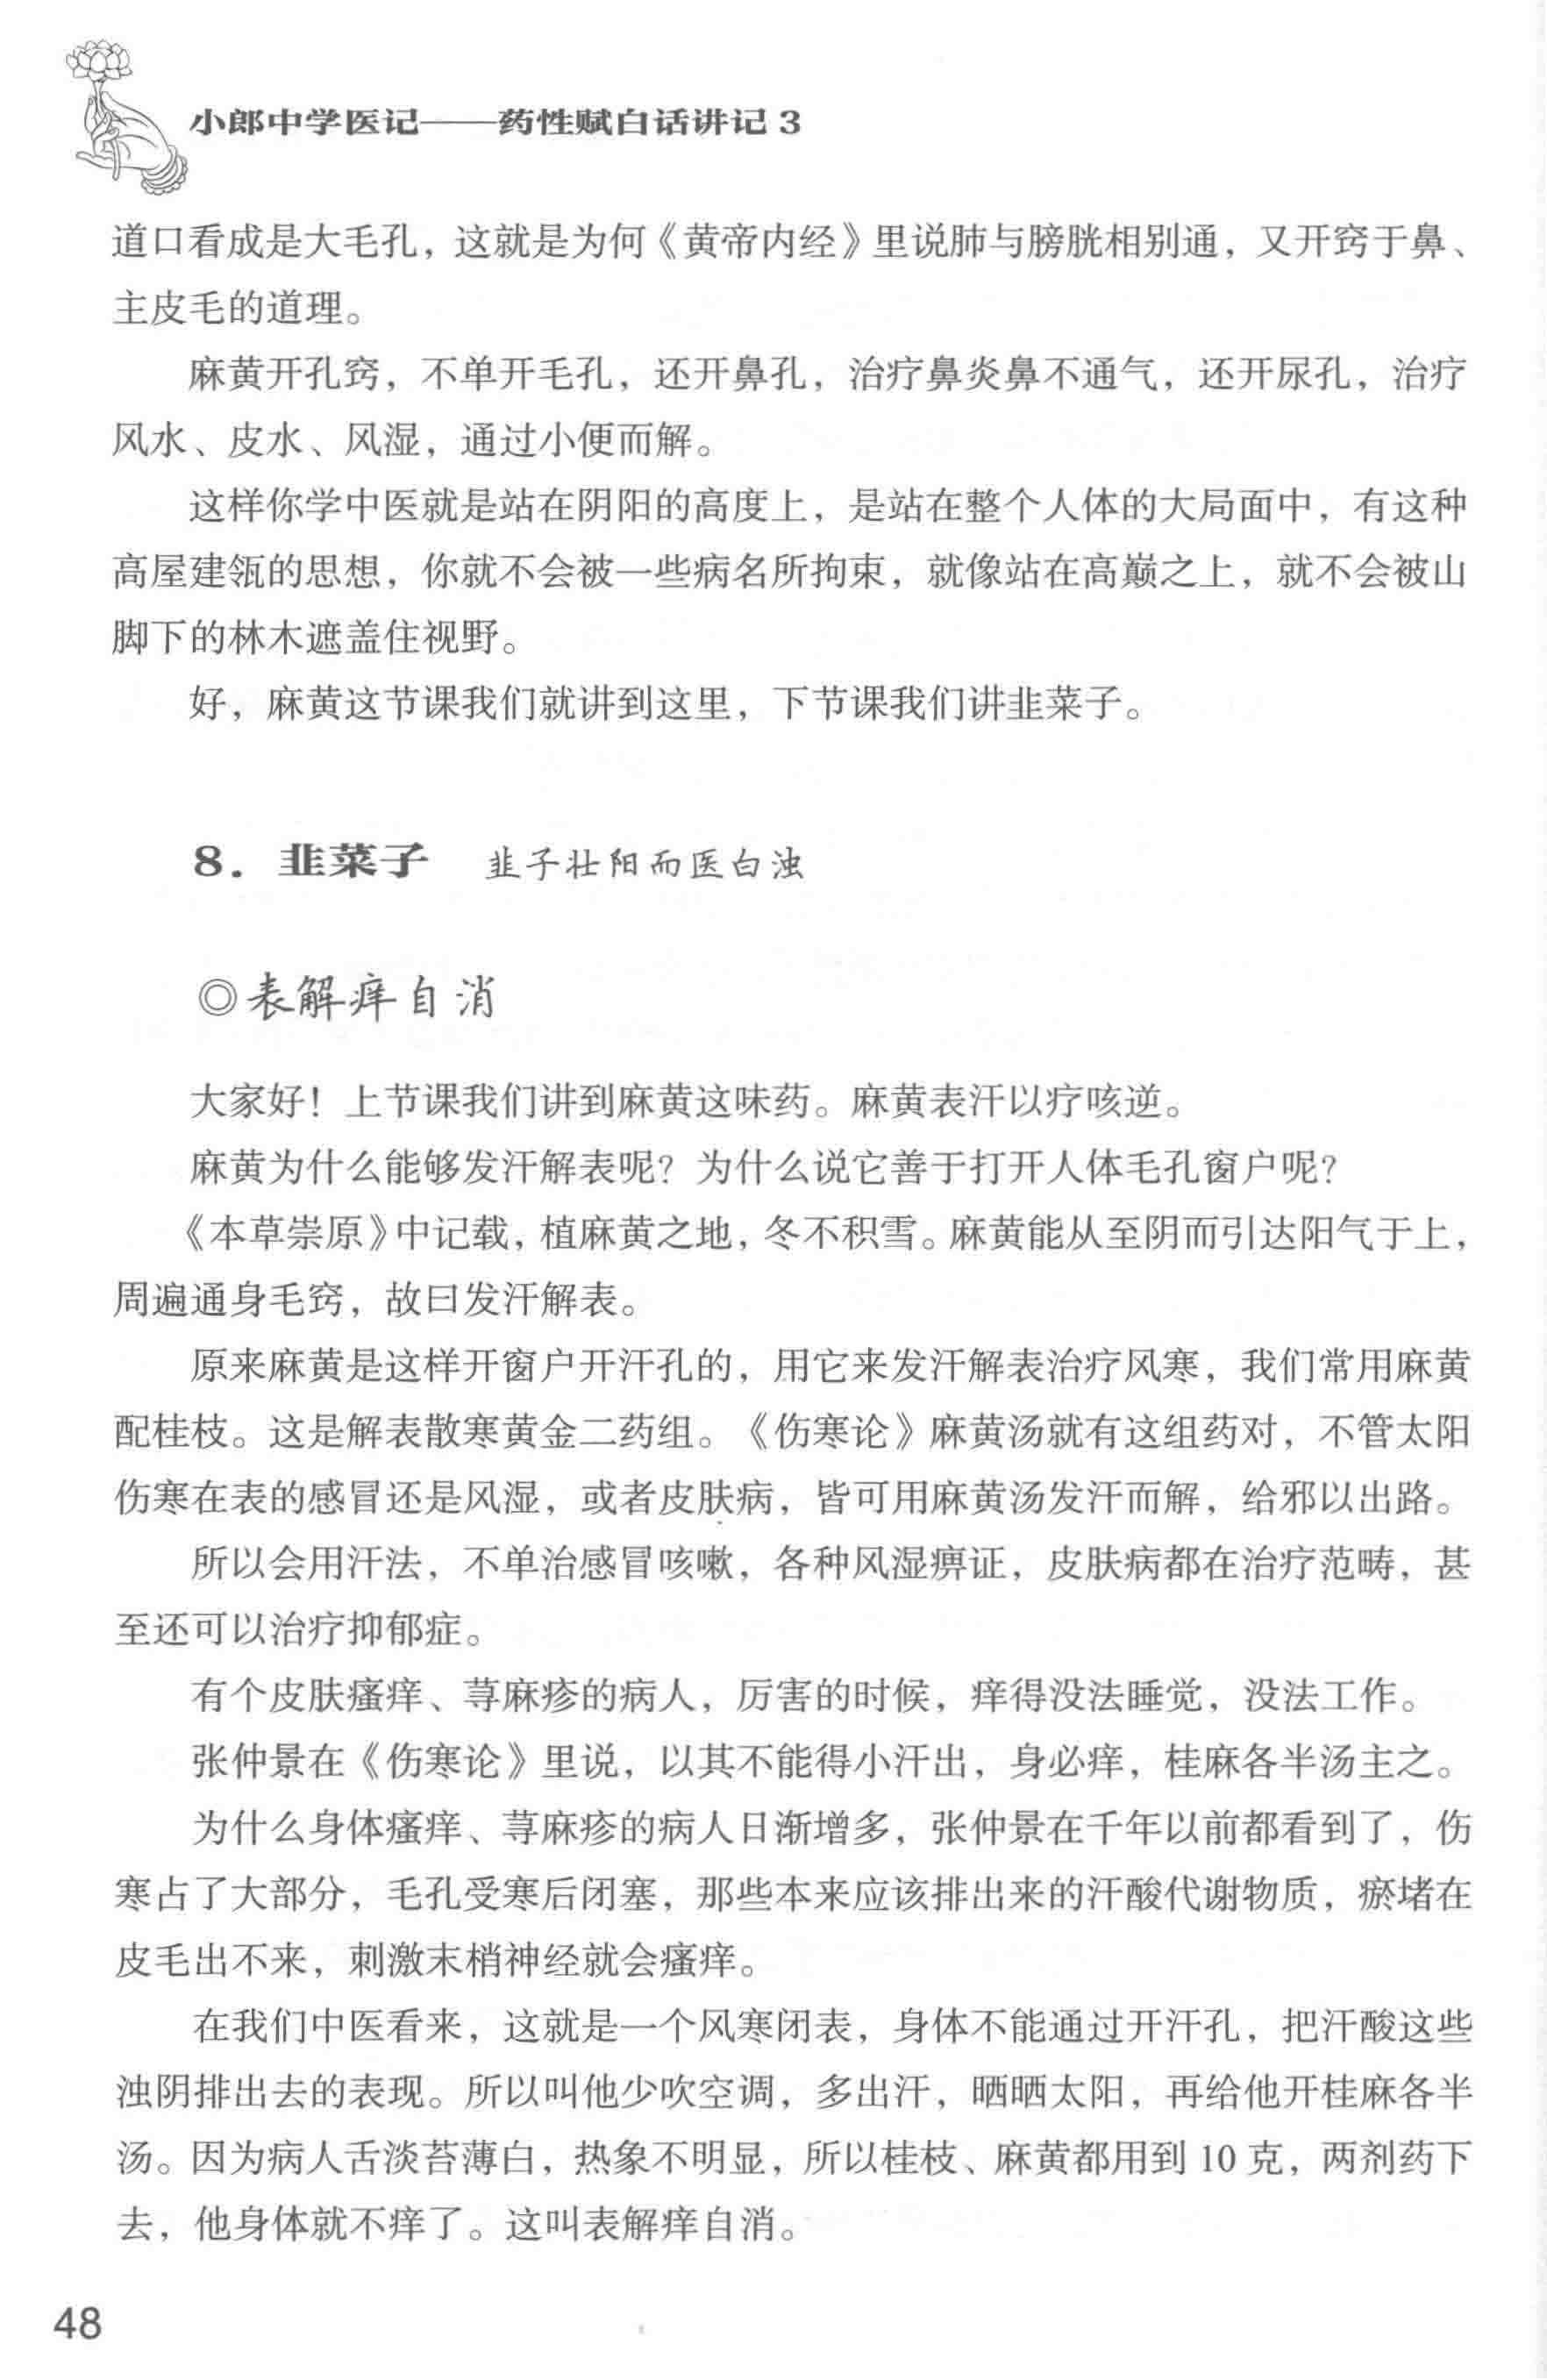 小郎中学医记——药性赋白话讲记 3
道口看成是大毛孔，这就是为何《黄帝内经》里说肺与膀胱相别通，又开窍于鼻、
主皮毛的道理。
麻黄开孔窍，不单开毛孔，还开鼻孔，治疗鼻炎鼻不通气，还开尿孔，治疗
风水、皮水、风湿，通过小便而解。
这样你学中医就是站在阴阳的高度上，是站在整个人体的大局面中，有这种
高屋建瓴的思想，你就不会被一些病名所拘束，就像站在高巅之上，就不会被山
脚下的林木遮盖住视野。
好，麻黄这节课我们就讲到这里，下节课我们讲韭菜子。
8．韭菜子 韭子壮阳而医白浊
◎表解痒自消
大家好！上节课我们讲到麻黄这味药。麻黄表汗以疗咳逆。
麻黄为什么能够发汗解表呢？为什么说它善于打开人体毛孔窗户呢？
《本草崇原》中记载，植麻黄之地，冬不积雪。麻黄能从至阴而引达阳气于上，
周遍通身毛窍，故曰发汗解表。
原来麻黄是这样开窗户开汗孔的，用它来发汗解表治疗风寒，我们常用麻黄
配桂枝。这是解表散寒黄金二药组。《伤寒论》麻黄汤就有这组药对，不管太阳
伤寒在表的感冒还是风湿，或者皮肤病，皆可用麻黄汤发汗而解，给邪以出路。
所以会用汗法，不单治感冒咳嗽，各种风湿痹证，皮肤病都在治疗范畴，甚
至还可以治疗抑郁症。
有个皮肤瘙痒、荨麻疹的病人，厉害的时候，痒得没法睡觉，没法工作。
张仲景在《伤寒论》里说，以其不能得小汗出，身必痒，桂麻各半汤主之。
为什么身体瘙痒、荨麻疹的病人日渐增多，张仲景在千年以前都看到了，伤
寒占了大部分，毛孔受寒后闭塞，那些本来应该排出来的汗酸代谢物质，瘀堵在
皮毛出不来，刺激末梢神经就会瘙痒。
在我们中医看来，这就是一个风寒闭表，身体不能通过开汗孔，把汗酸这些
浊阴排出去的表现。所以叫他少吹空调，多出汗，晒晒太阳，再给他开桂麻各半
汤。因为病人舌淡苔薄白，热象不明显，所以桂枝、麻黄都用到 10 克，两剂药下
去，他身体就不痒了。这叫表解痒自消。
48